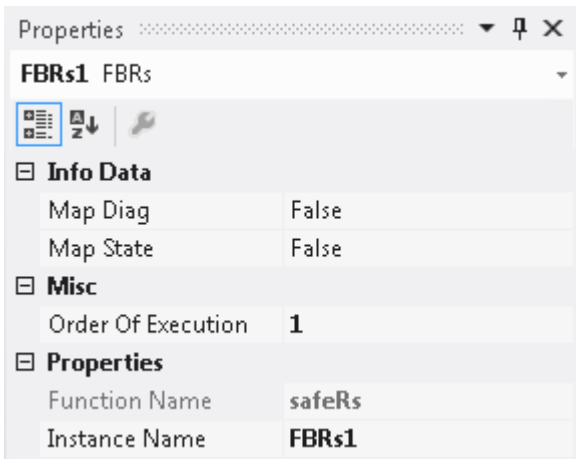 Properties
FBRs1 FBRs
Info Data
Map Diag False
Map State False
Misc
Order Of Execution 1
Properties
Function Name safeRs
Instance Name FBRs1